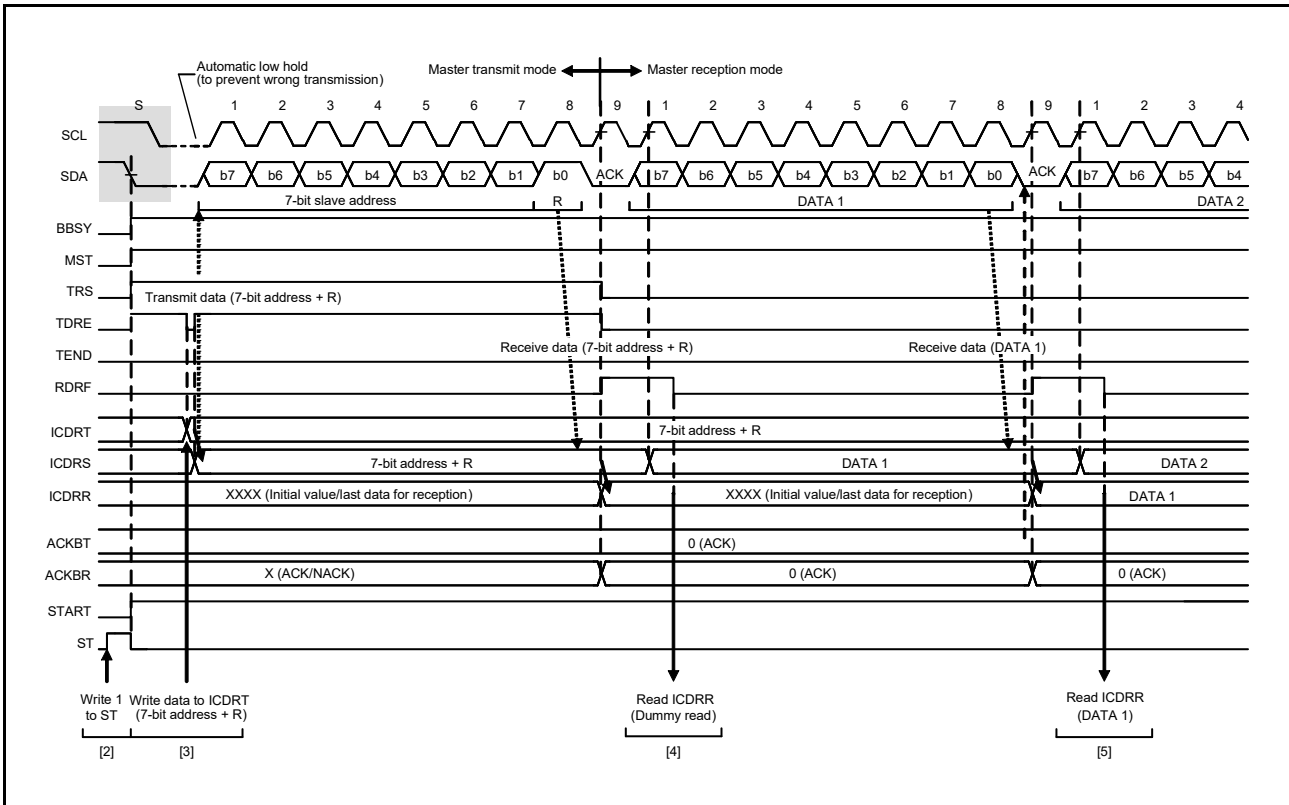 Automatic low hold
(to prevent wrong transmission)
Master transmit mode
Master reception mode
S 1 2 3 4 5 6 7 8 9 1 2 3 4 5 6 7 8 9 1 2 3 4
SCL
SDA b7 b6 b5 b4 b3 b2 b1 b0 ACK b7 b6 b5 b4 b3 b2 b1 b0 ACK b7 b6 b5 b4
7-bit slave address R DATA 1 DATA 2
BBSY
MST
TRS
Transmit data (7-bit address + R)
TDRE
Receive data (7-bit address + R) Receive data (DATA 1)
TEND
RDRF
ICDRT 7-bit address + R
ICDRS 7-bit address + R DATA 1 DATA 2
ICDRR XXXX (Initial value/last data for reception) XXXX (Initial value/last data for reception) DATA 1
ACKBT 0 (ACK)
ACKBR X (ACK/NACK) 0 (ACK) 0 (ACK)
START
ST
Write 1
to ST
Write data to ICDRT
(7-bit address + R)
Read ICDRR
(Dummy read)
Read ICDRR
(DATA 1)
[2] [3] [4] [5]